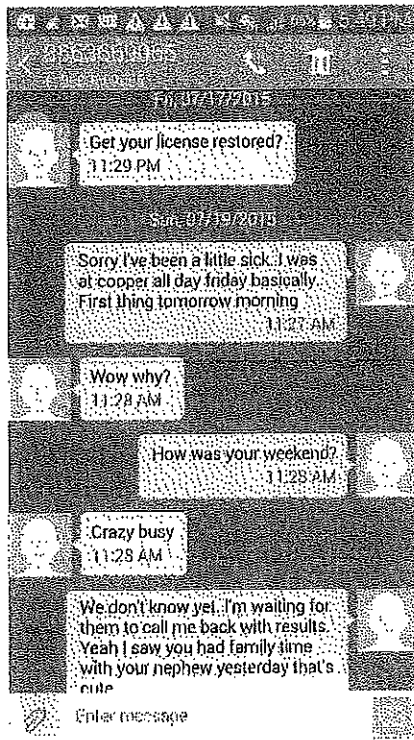 Fri, 07/17/2015
Get your license restored?
11:29 PM
Sun, 07/19/2015
Sorry I've been a little sick. I was
at cooper all day friday basically.
First thing tomorrow morning
11:27 AM
Wow why?
11:28 AM
How was your weekend?
11:28 AM
Crazy busy
11:28 AM
We don't know yet. I'm waiting for
them to call me back with results.
Yeah I saw you had family time
with your nephew yesterday that's
cute
Enter message